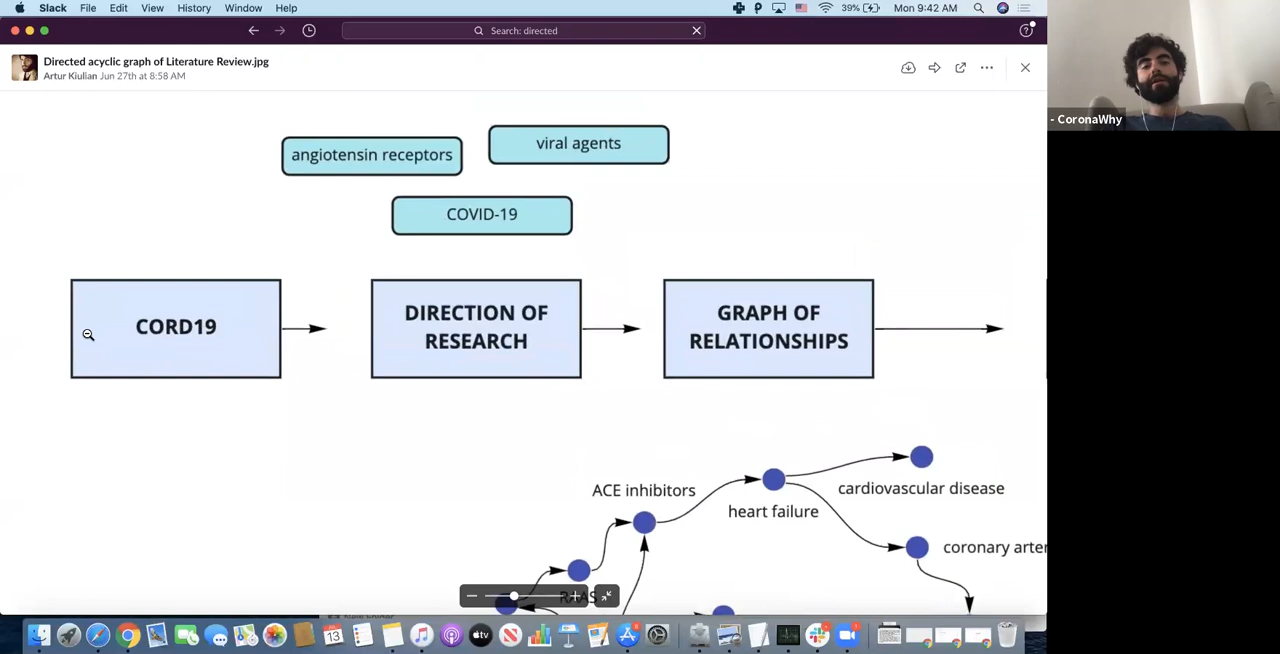 Slack File Edit View History Window Help
39% Mon 9:42 AM
Search: directed
Directed acyclic graph of Literature Review.jpg
Artur Kiulian Jun 27th at 8:58 AM
- CoronaWhy
angiotensin receptors
viral agents
COVID-19
CORD19
DIRECTION OF
RESEARCH
GRAPH OF
RELATIONSHIPS
ACE inhibitors
heart failure
cardiovascular disease
coronary arter
tv
13